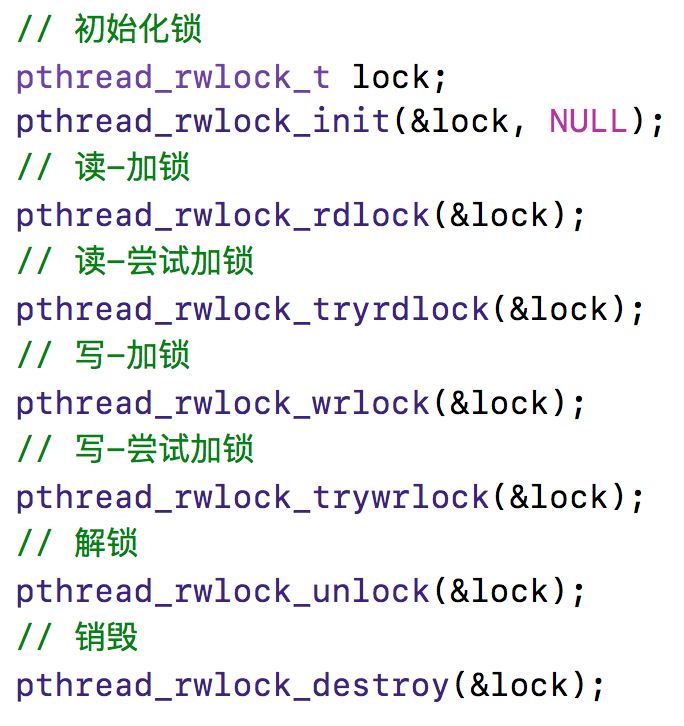 // 初始化锁
pthread_rwlock_t lock;
pthread_rwlock_init(&lock, NULL);
// 读-加锁
pthread_rwlock_rdlock(&lock);
// 读-尝试加锁
pthread_rwlock_tryrdlock(&lock);
// 写-加锁
pthread_rwlock_wrlock(&lock);
// 写-尝试加锁
pthread_rwlock_trywrlock(&lock);
// 解锁
pthread_rwlock_unlock(&lock);
// 销毁
pthread_rwlock_destroy(&lock);